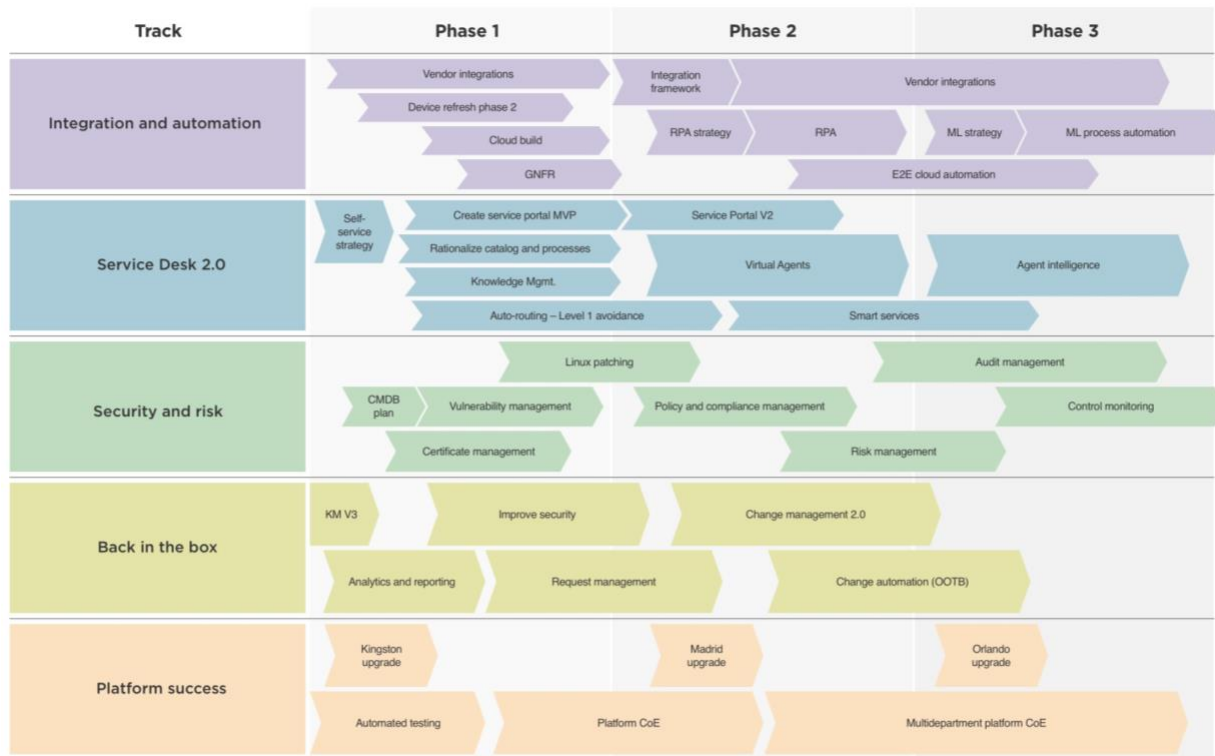 Track
Phase 1
Phase 2
Phase 3
Integration and automation
Vendor integrations
Integration
framework
Vendor integrations
Device refresh phase 2
Cloud build
RPA strategy
RPA
ML strategy
ML process automation
GNFR
E2E cloud automation
Service Desk 2.0
Self-
service
strategy
Create service portal MVP
Service Portal V2
Rationalize catalog and processes
Virtual Agents
Agent intelligence
Knowledge Mgmt.
Auto-routing – Level 1 avoidance
Smart services
Security and risk
Linux patching
Audit management
CMDB
plan
Vulnerability management
Policy and compliance management
Control monitoring
Certificate management
Risk management
Back in the box
KM V3
Improve security
Change management 2.0
Analytics and reporting
Request management
Change automation (OOTB)
Platform success
Kingston
upgrade
Madrid
upgrade
Orlando
upgrade
Automated testing
Platform CoE
Multidepartment platform CoE